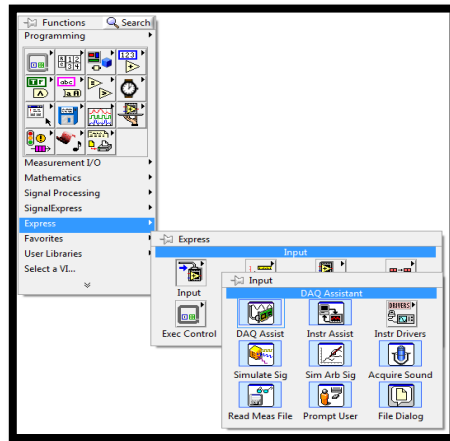 Functions Search
Programming
Measurement I/O
Mathematics
Signal Processing
SignalExpress
Express
Favorites
User Libraries
Select a VI...
Express
Input
Input
Exec Control
Input
DAQ Assistant
DAQ Assist Instr Assist Instr Drivers
Simulate Sig Sim Arb Sig Acquire Sound
Read Meas File Prompt User File Dialog